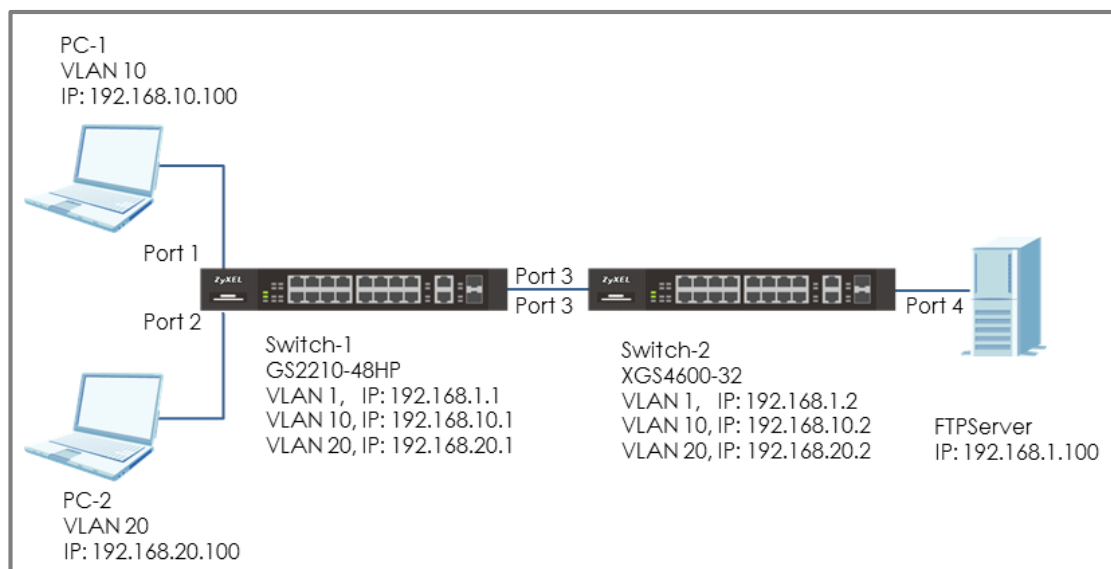 PC-1
VLAN 10
IP: 192.168.10.100
Port 1
Port 2
ZyXEL
Port 3
Port 3
ZyXEL
Port 4
Switch-1
GS2210-48HP
VLAN 1, IP: 192.168.1.1
VLAN 10, IP: 192.168.10.1
VLAN 20, IP: 192.168.20.1
Switch-2
XGS4600-32
VLAN 1, IP: 192.168.1.2
VLAN 10, IP: 192.168.10.2
VLAN 20, IP: 192.168.20.2
FTPServer
IP: 192.168.1.100
PC-2
VLAN 20
IP: 192.168.20.100